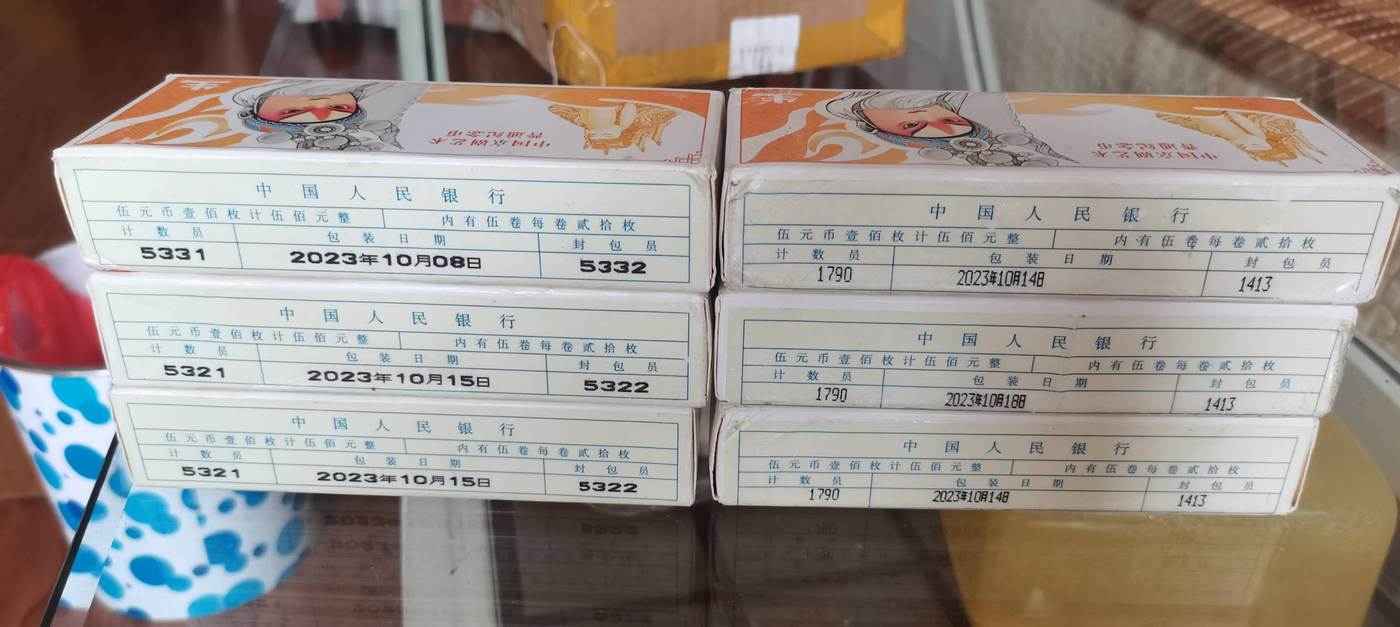 中国京剧艺术
普通纪念币
中国人民银行
伍元币壹佰枚计伍佰元整 内有伍卷每卷贰拾枚
计数员 包装日期 封包员
5331 2023年10月08日 5332
中国人民银行
伍元币壹佰枚计伍佰元整 内有伍卷每卷贰拾枚
计数员 包装日期 封包员
5321 2023年10月15日 5322
中国人民银行
伍元币壹佰枚计伍佰元整 内有伍卷每卷贰拾枚
计数员 包装日期 封包员
5321 2023年10月15日 5322
中国京剧艺术
普通纪念币
中国人民银行
伍元币壹佰枚计伍佰元整 内有伍卷每卷贰拾枚
计数员 包装日期 封包员
1790 2023年10月14日 1413
中国人民银行
伍元币壹佰枚计伍佰元整 内有伍卷每卷贰拾枚
计数员 包装日期 封包员
1790 2023年10月18日 1413
中国人民银行
伍元币壹佰枚计伍佰元整 内有伍卷每卷贰拾枚
计数员 包装日期 封包员
1790 2023年10月14日 1413